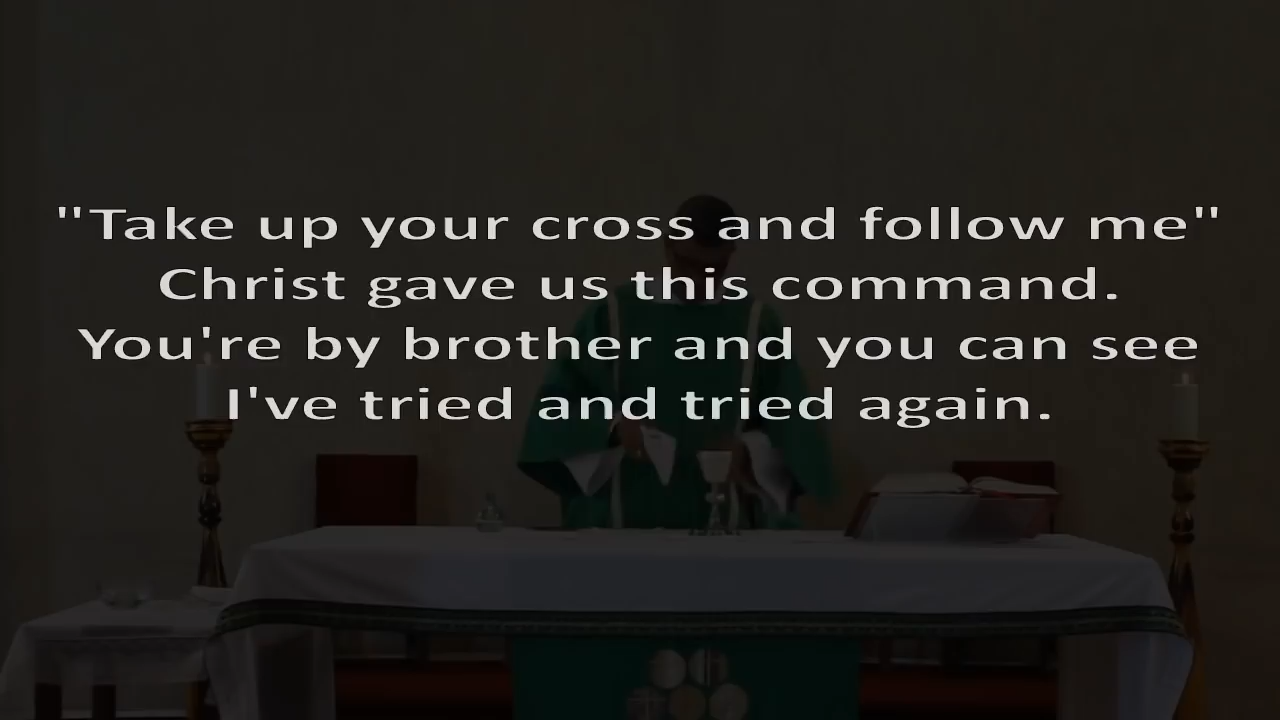 "Take up your cross and follow me"
Christ gave us this command.
You're by brother and you can see
I've tried and tried again.